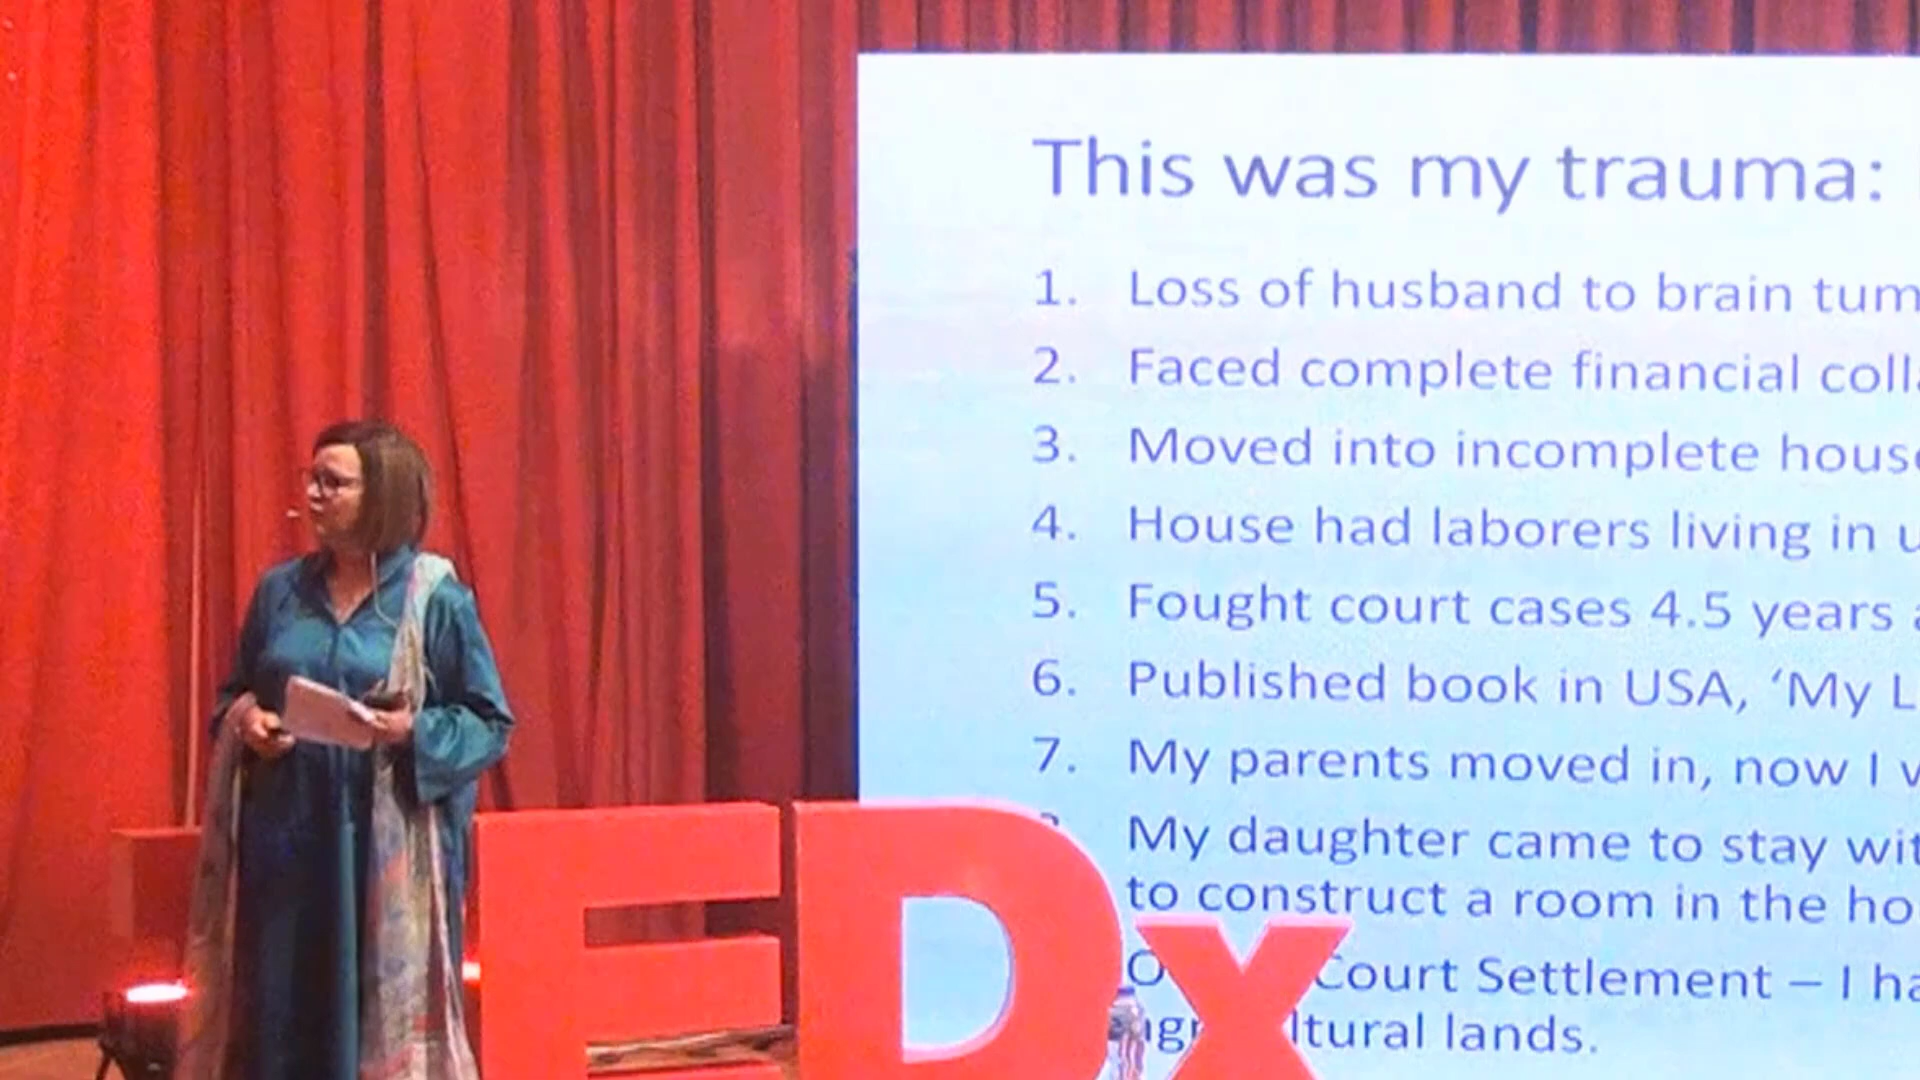 This was my trauma:
1. Loss of husband to brain tum
2. Faced complete financial coll
3. Moved into incomplete house
4. House had laborers living in
5. Fought court cases 4.5 years
6. Published book in USA, ‘My L
7. My parents moved in, now I
My daughter came to stay wit
to construct a room in the ho
Court Settlement – I ha
ltural lands.
EDx